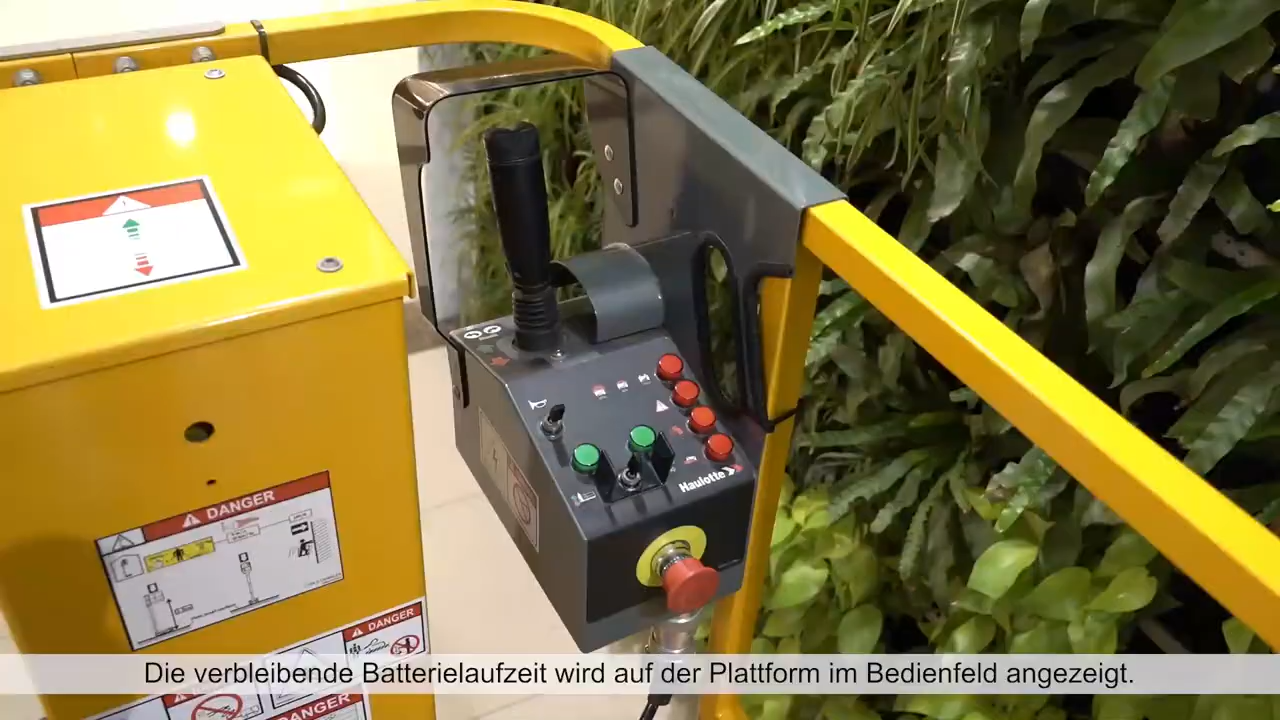 DANGER
Haulotte
DANGER
Die verbleibende Batterielaufzeit wird auf der Plattform im Bedienfeld angezeigt.
DANGER